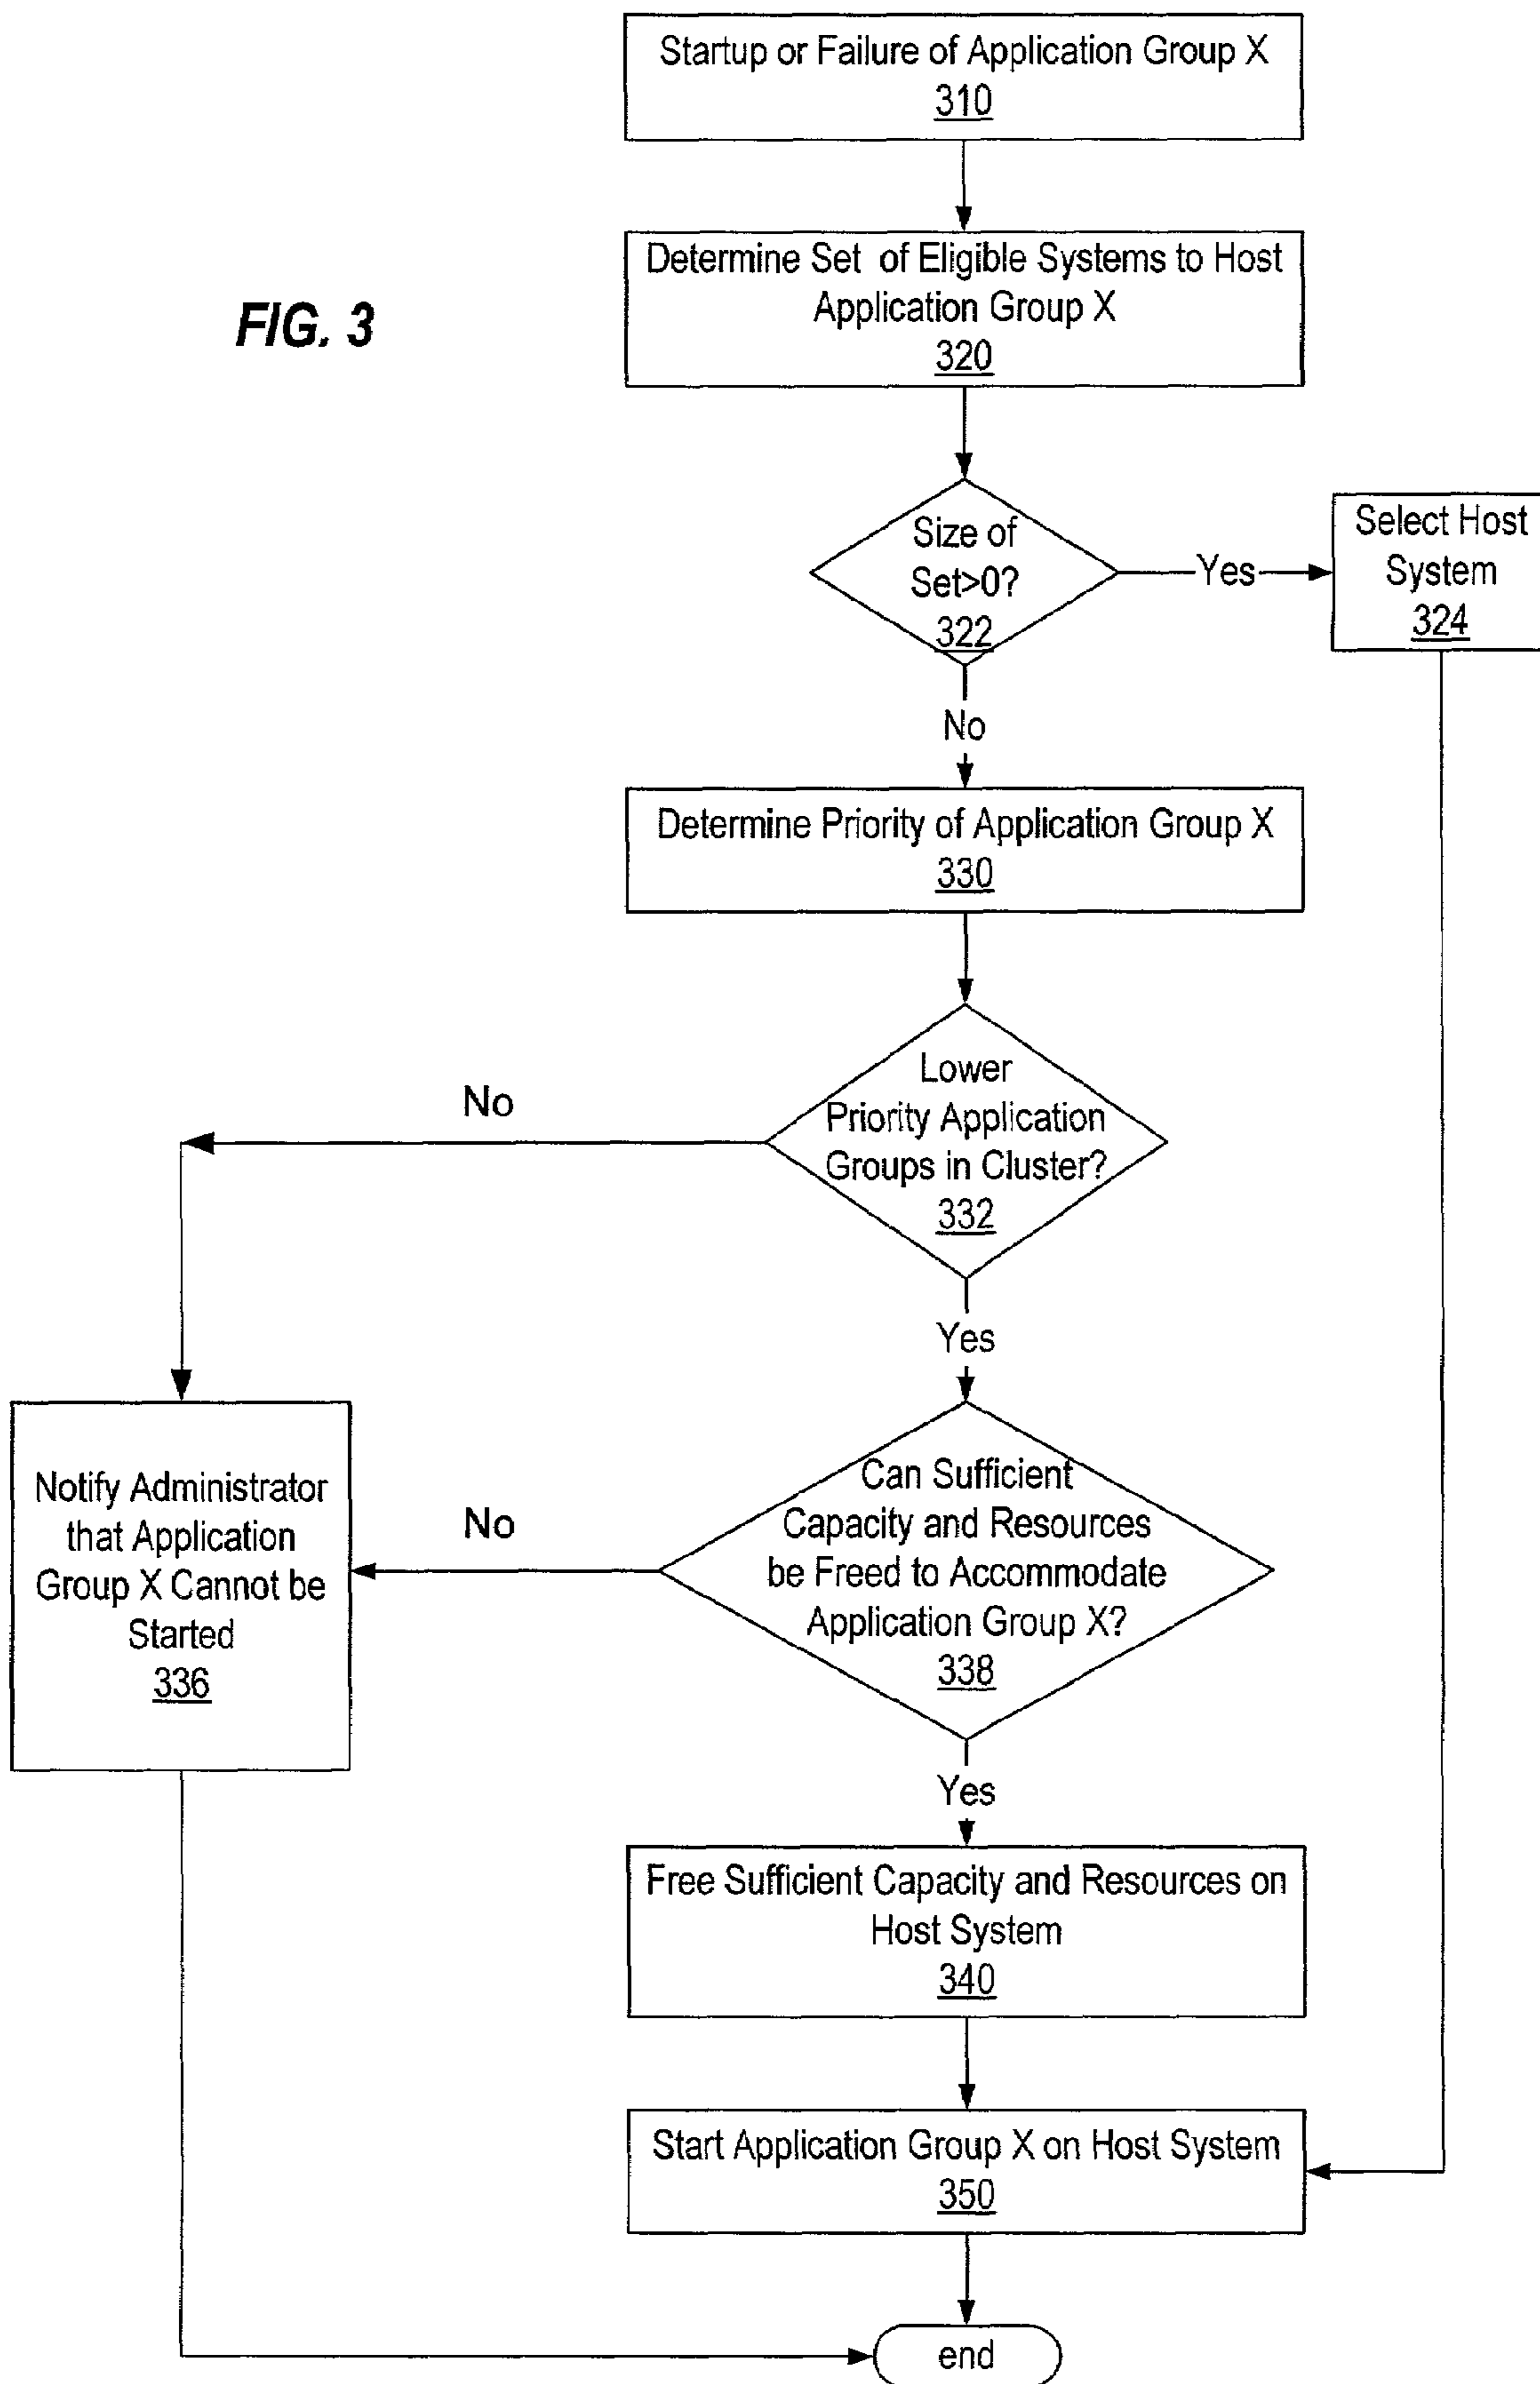 Startup or Failure of Application Group X
310
Determine Set of Eligible Systems to Host
Application Group X
320
FIG. 3
Size of
Set>0?
322
Yes
Select Host
System
324
No
Determine Priority of Application Group X
330
Lower
Priority Application
Groups in Cluster?
332
No
Yes
Notify Administrator
that Application
Group X Cannot be
Started
336
No
Can Sufficient
Capacity and Resources
be Freed to Accommodate
Application Group X?
338
Yes
Free Sufficient Capacity and Resources on
Host System
340
Start Application Group X on Host System
350
end